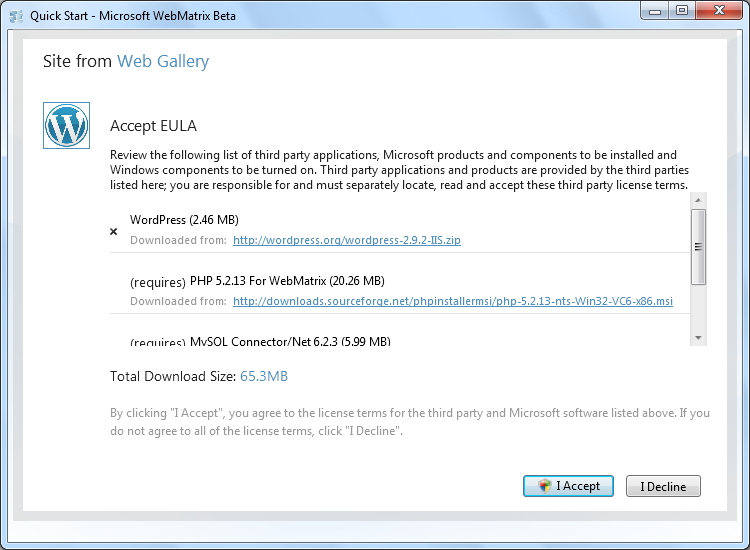 Quick Start - Microsoft WebMatrix Beta
Site from Web Gallery
Accept EULA
Review the following list of third party applications, Microsoft products and components to be installed and
Windows components to be turned on. Third party applications and products are provided by the third parties
listed here; you are responsible for and must separately locate, read and accept these third party license terms.
WordPress (2.46 MB)
Downloaded from: http://wordpress.org/wordpress-2.9.2-IIS.zip
(requires) PHP 5.2.13 For WebMatrix (20.26 MB)
Downloaded from: http://downloads.sourceforge.net/phpinstallermsi/php-5.2.13-nts-Win32-VC6-x86.msi
(requires) MySQL Connector/Net 6.2.3 (5.99 MB)
Total Download Size: 65.3MB
By clicking "I Accept", you agree to the license terms for the third party and Microsoft software listed above. If you
do not agree to all of the license terms, click "I Decline".
I Accept
I Decline